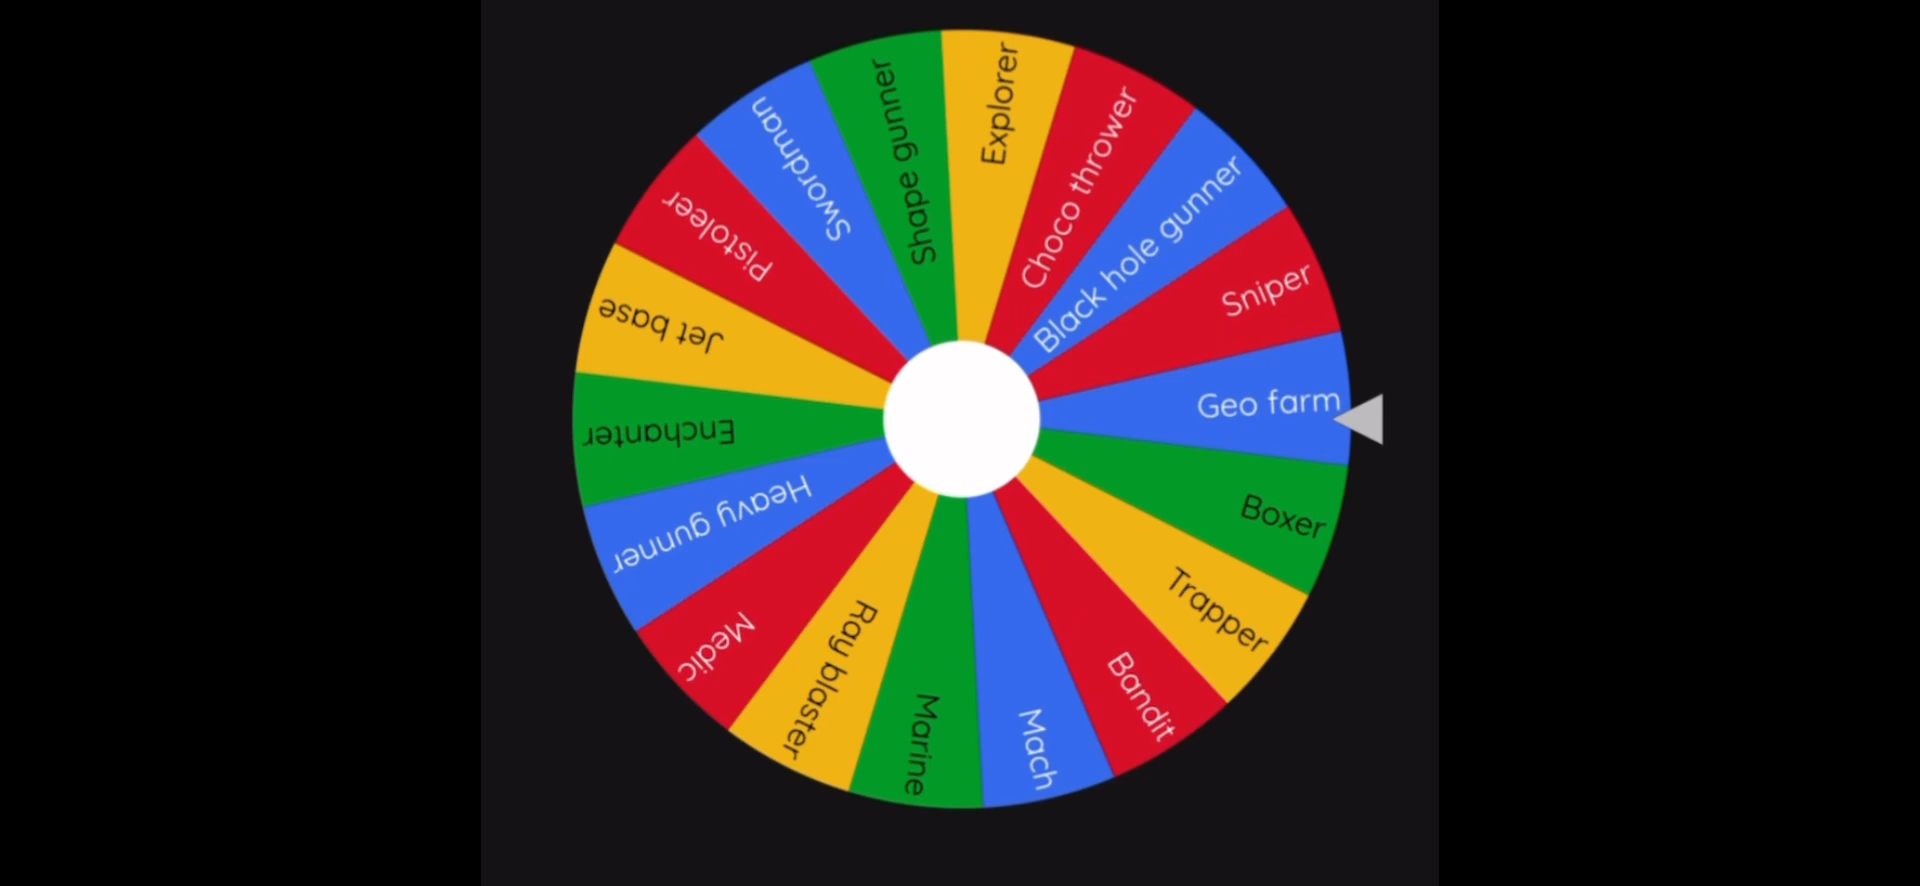 Explorer
Choco thrower
Black hole gunner
Sniper
Geo farm
Boxer
Trapper
Bandit
Mach
Marine
Ray blaster
Medic
Heavy gunner
Enchanter
Jet base
Pistoleer
Swordman
Shape gunner